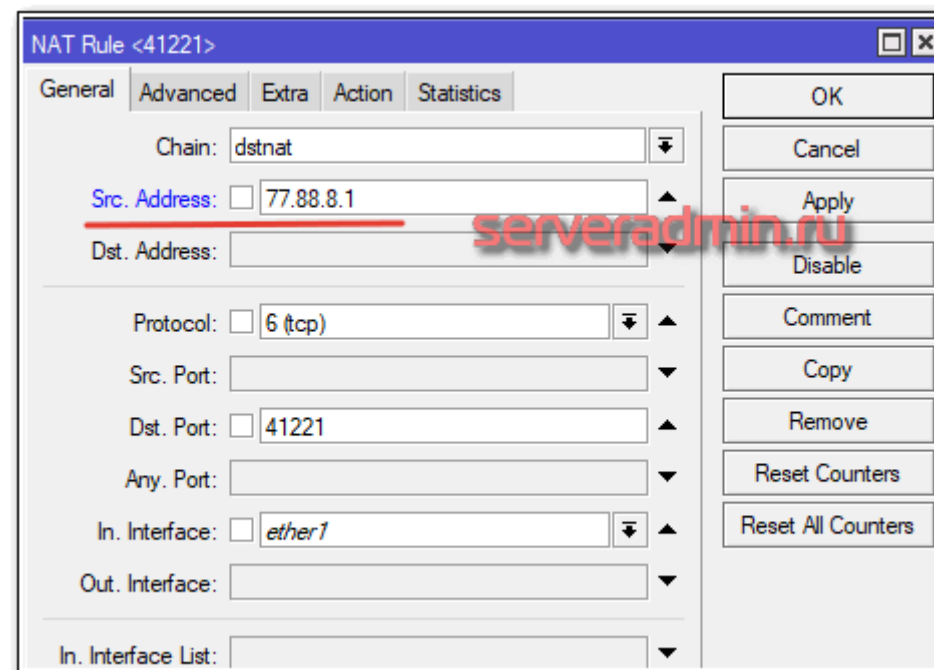 NAT Rule <41221>
General Advanced Extra Action Statistics
OK
Chain: dstnat
Cancel
Src. Address: 77.88.8.1
Apply
serveradmin.ru
Dst. Address:
Disable
Protocol: 6 (tcp)
Comment
Src. Port:
Copy
Dst. Port: 41221
Remove
Any. Port:
Reset Counters
In. Interface: ether1
Reset All Counters
Out. Interface:
In. Interface List: